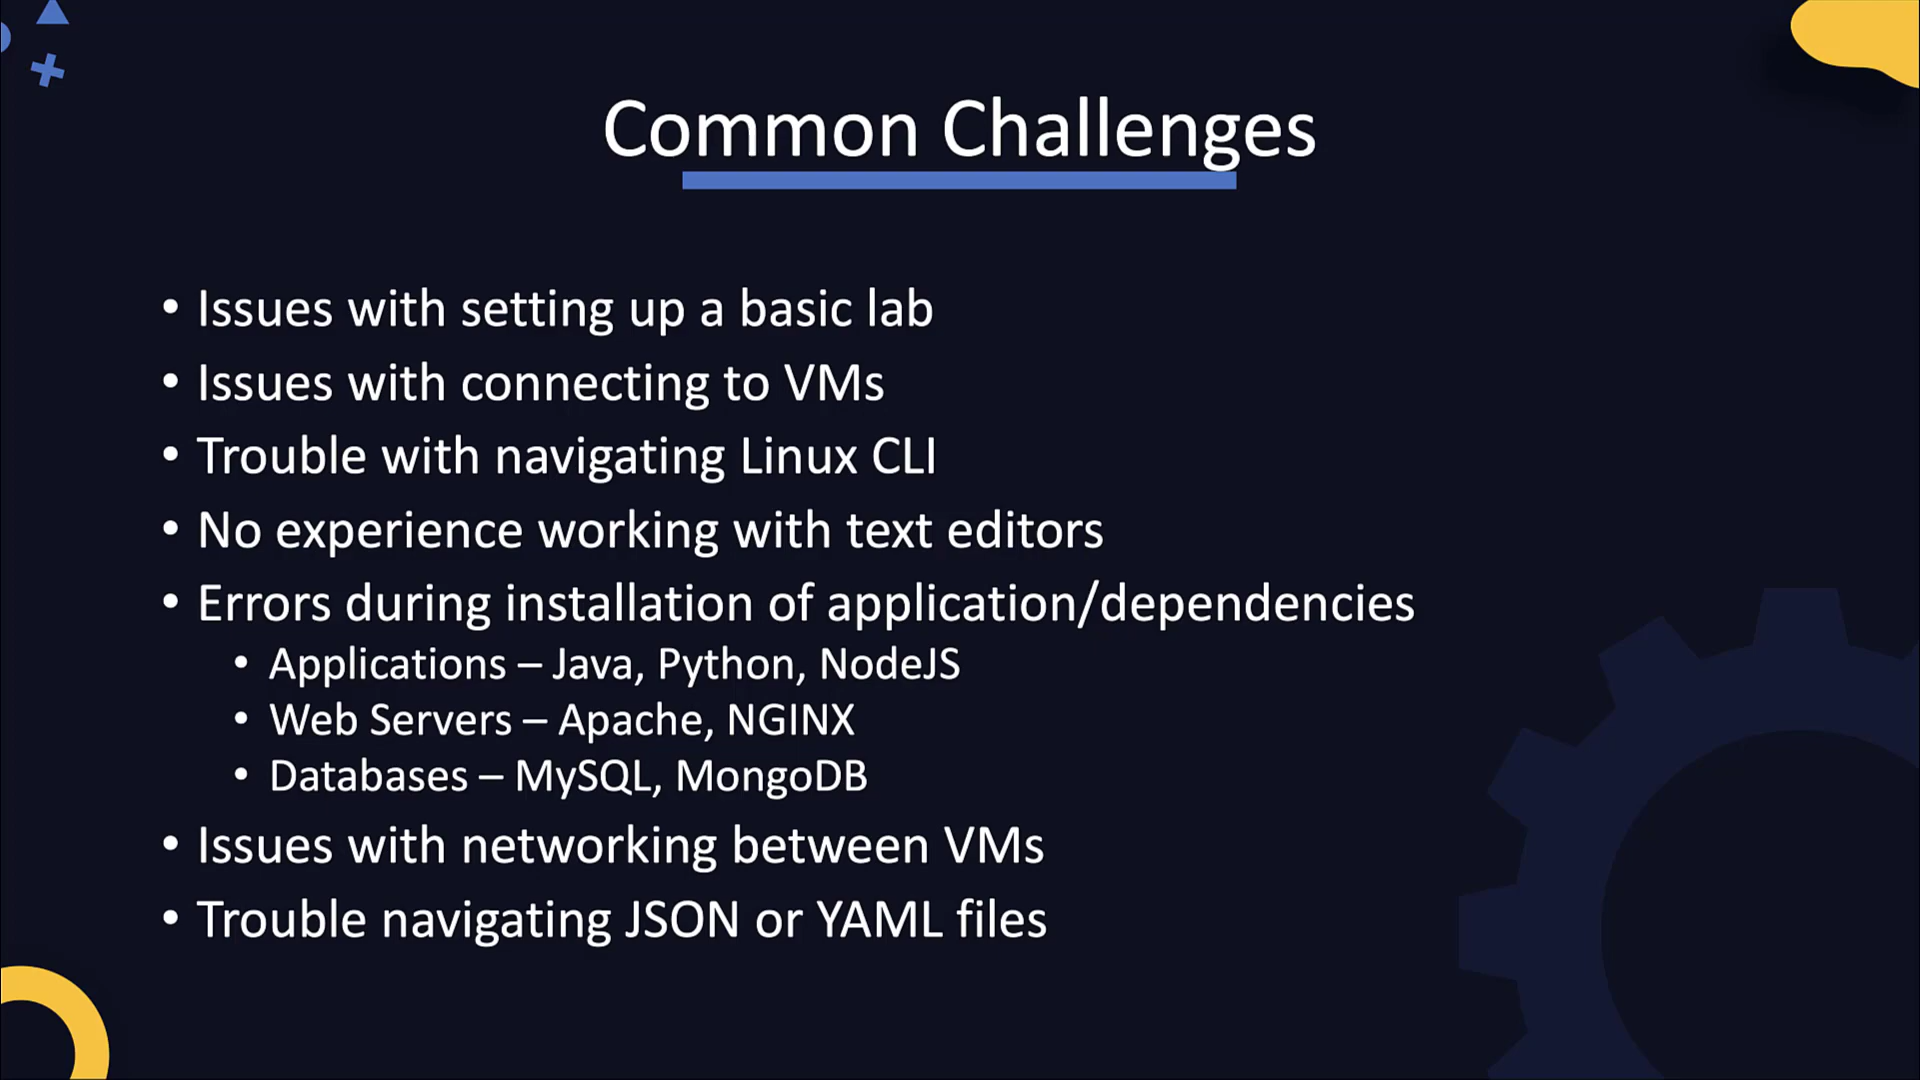 Common Challenges
• Issues with setting up a basic lab
• Issues with connecting to VMs
• Trouble with navigating Linux CLI
• No experience working with text editors
• Errors during installation of application/dependencies
• Applications – Java, Python, NodeJS
• Web Servers – Apache, NGINX
• Databases – MySQL, MongoDB
• Issues with networking between VMs
• Trouble navigating JSON or YAML files